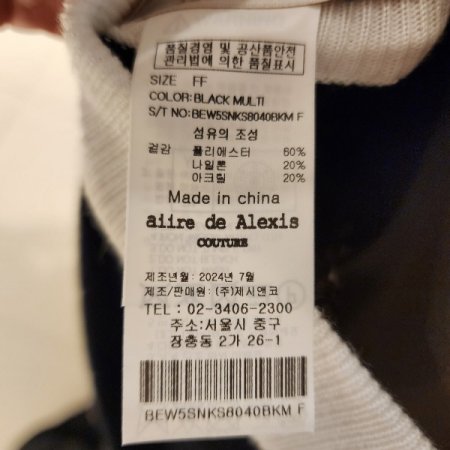 품질경영 및 공산품안전
관리법에 의한 품질표시
SIZE FF
COLOR:BLACK MULTI
S/T NO:BEW5SNKS8040BKM F
섬유의 조성
겉감 폴리에스터 60%
나일론 20%
아크릴 20%
Made in china
aiire de Alexis
COUTURE
제조년월 : 2024년 7월
제조/판매원 : (주)제시앤코
TEL : 02-3406-2300
주소:서울시 중구
장충동 2가 26-1
BEW5SNKS8040BKM F